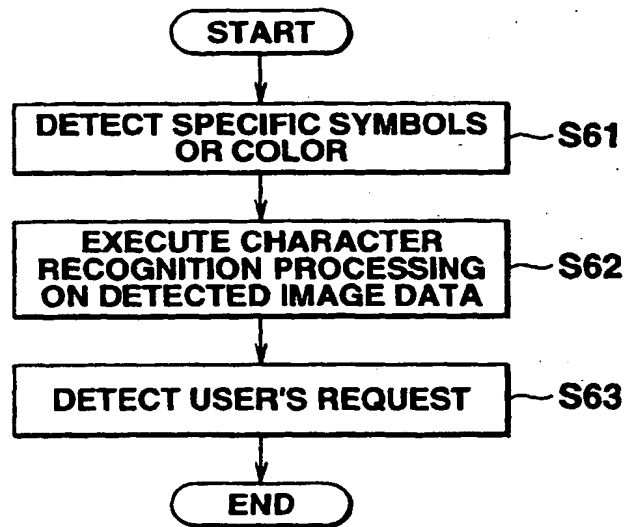 START
DETECT SPECIFIC SYMBOLS
OR COLOR
S61
EXECUTE CHARACTER
RECOGNITION PROCESSING
ON DETECTED IMAGE DATA
S62
DETECT USER'S REQUEST
S63
END